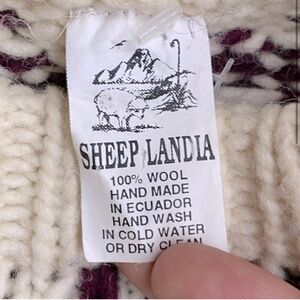 SHEEP LANDIA
100% WOOL
HAND MADE
IN ECUADOR
HAND WASH
IN COLD WATER
OR DRY CLEAN